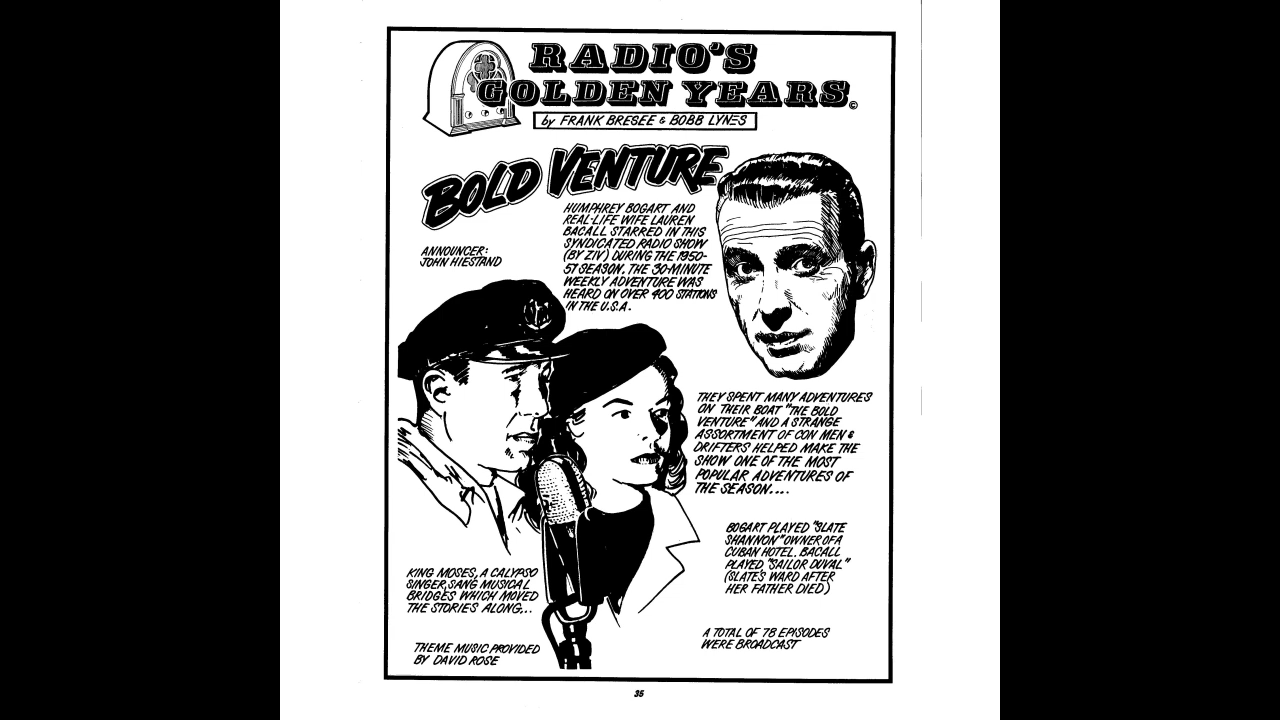 RADIO'S
GOLDEN YEARS ©
by FRANK BRESEE & BOBB LYNES
BOLD VENTURE
HUMPHREY BOGART AND
REAL-LIFE WIFE LAUREN
BACALL STARRED IN THIS
SYNDICATED RADIO SHOW
(BY ZIV) DURING THE 1950-
51 SEASON. THE 30-MINUTE
WEEKLY ADVENTURE WAS
HEARD ON OVER 400 STATIONS
IN THE U.S.A.
ANNOUNCER:
JOHN HIESTAND
THEY SPENT MANY ADVENTURES
ON THEIR BOAT "THE BOLD
VENTURE" AND A STRANGE
ASSORTMENT OF CON MEN &
DRIFTERS HELPED MAKE THE
SHOW ONE OF THE MOST
POPULAR ADVENTURES OF
THE SEASON....
BOGART PLAYED "SLATE
SHANNON" OWNER OF A
CUBAN HOTEL. BACALL
PLAYED "SAILOR DUVAL"
(SLATE'S WARD AFTER
HER FATHER DIED)
KING MOSES, A CALYPSO
SINGER, SANG MUSICAL
BRIDGES WHICH MOVED
THE STORIES ALONG...
A TOTAL OF 78 EPISODES
WERE BROADCAST
THEME MUSIC PROVIDED
BY DAVID ROSE
35